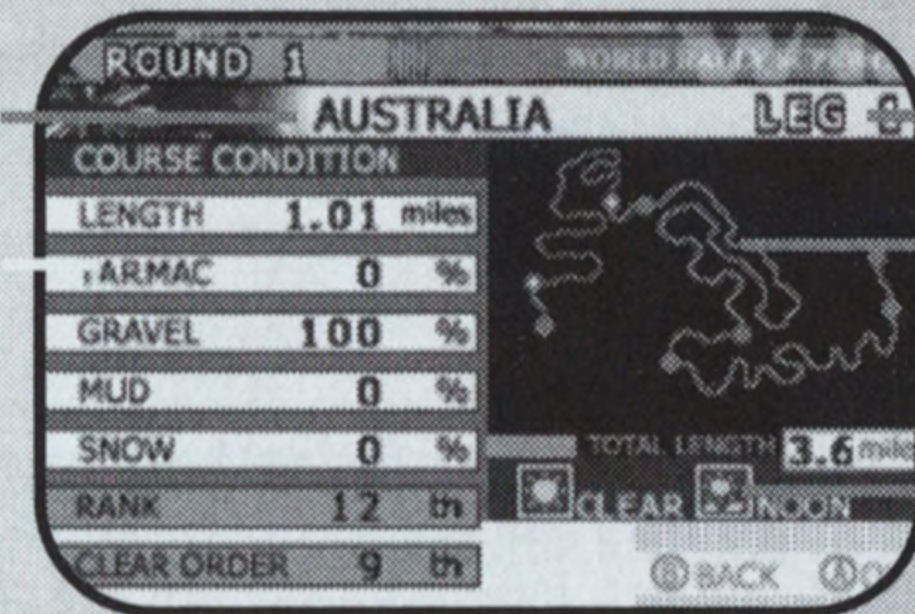 ROUND 1
AUSTRALIA LEG
COURSE CONDITION
LENGTH 1.01 miles
ARMAC 0 %
GRAVEL 100 %
MUD 0 %
SNOW 0 %
TOTAL LENGTH 3.6 mile
CLEAR NOON
RANK 12 th
CLEAR ORDER 9 th
B BACK A